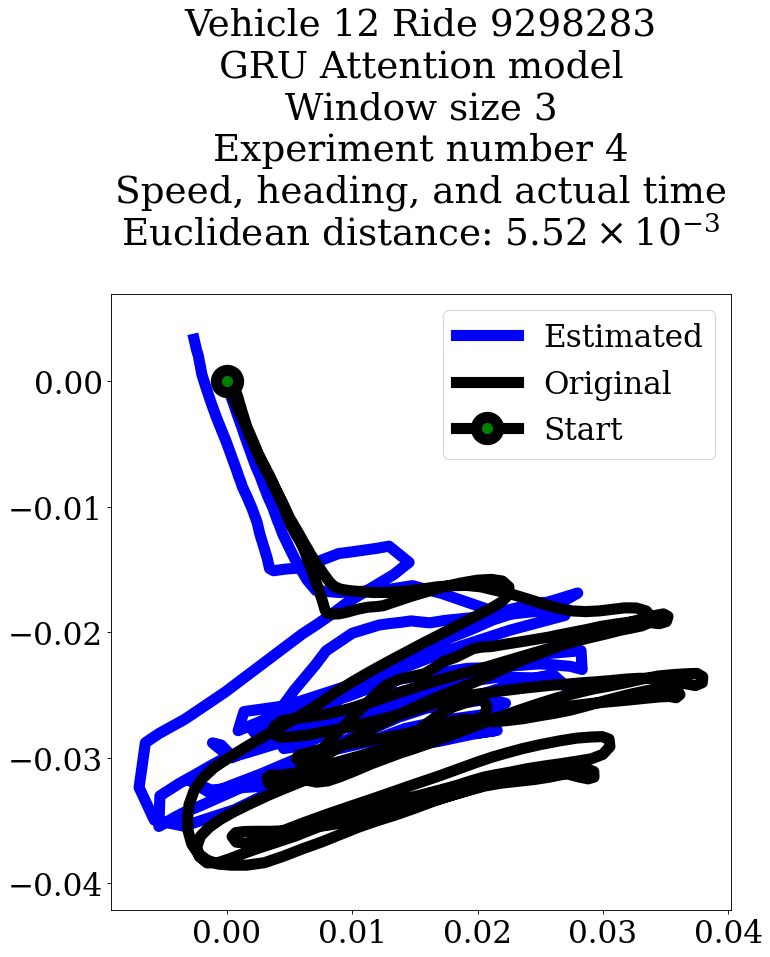 Vehicle 12 Ride 9298283
GRU Attention model
Window size 3
Experiment number 4
Speed, heading, and actual time
Euclidean distance: 5.52 × 10⁻³
Estimated
Original
Start
0.00
−0.01
−0.02
−0.03
−0.04
0.00 0.01 0.02 0.03 0.04